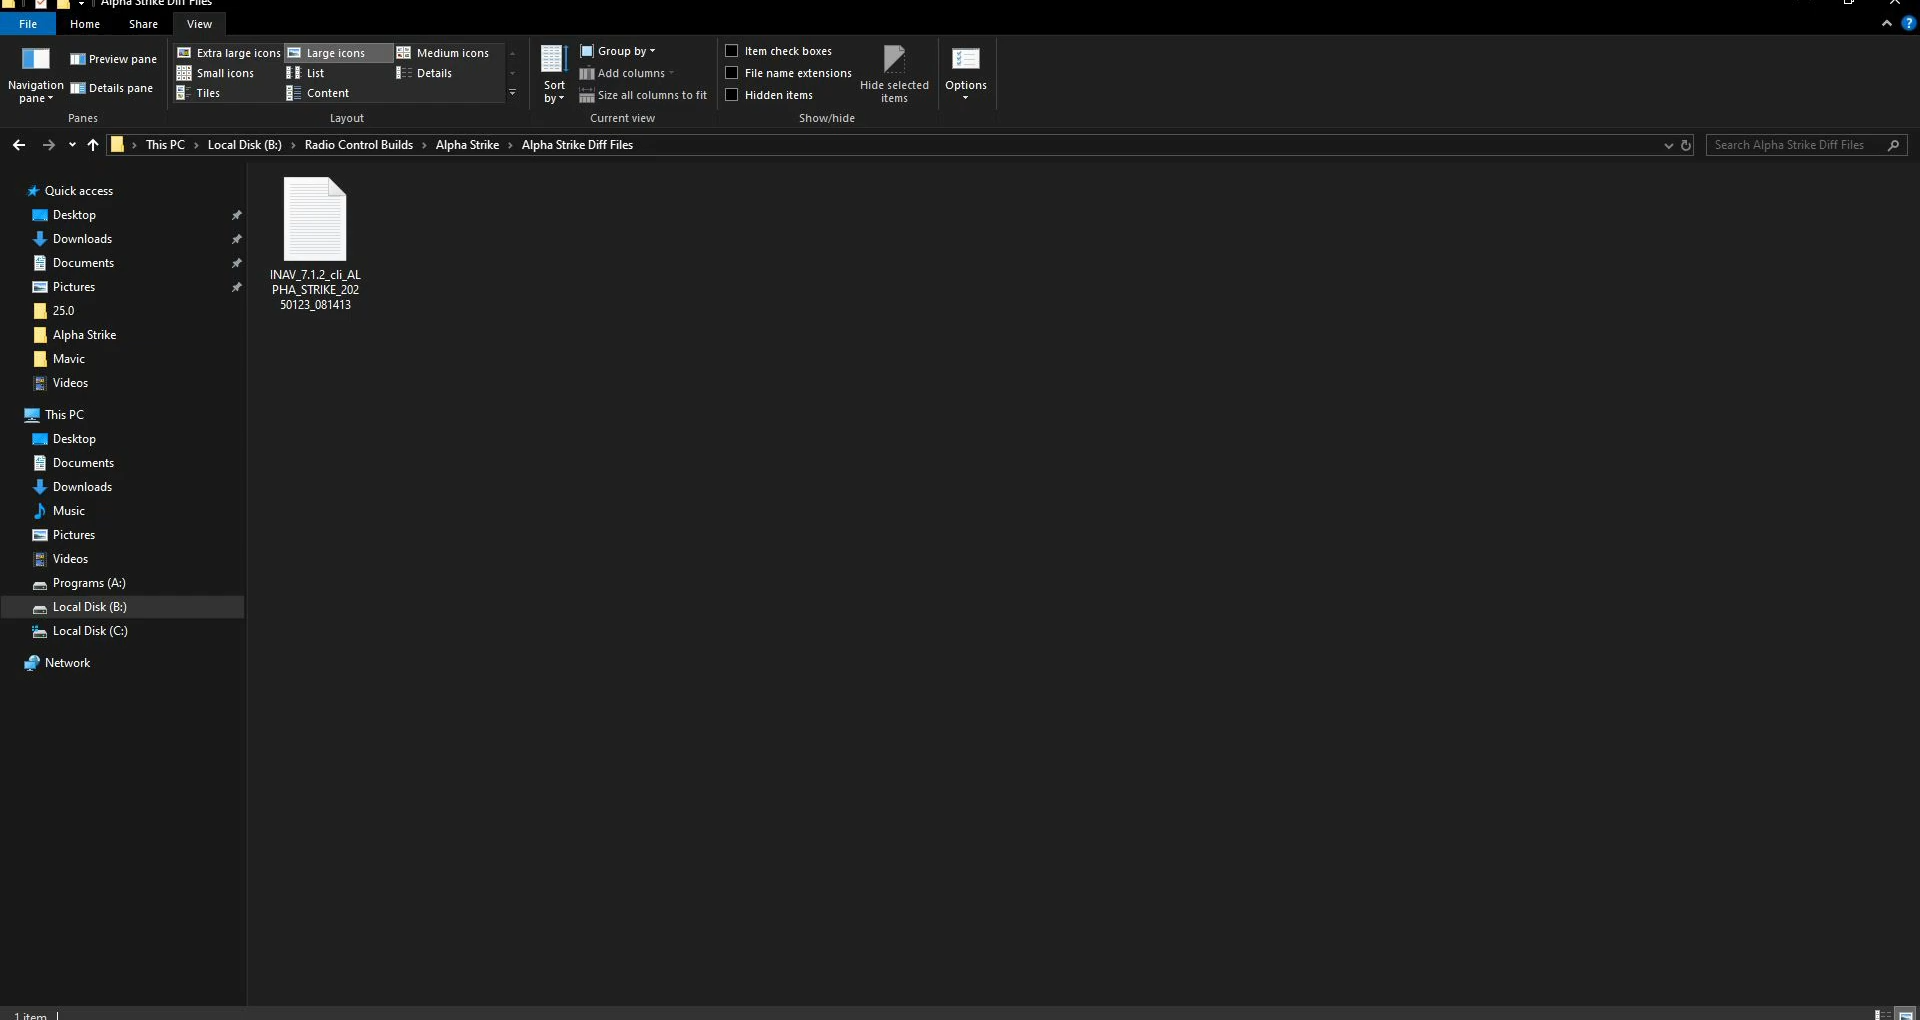 Alpha Strike Diff Files
File Home Share View
Navigation pane
Preview pane
Details pane
Panes
Extra large icons Large icons Medium icons
Small icons List Details
Tiles Content
Layout
Sort by
Group by
Add columns
Size all columns to fit
Current view
Item check boxes
File name extensions
Hidden items
Hide selected items
Show/hide
Options
This PC > Local Disk (B:) > Radio Control Builds > Alpha Strike > Alpha Strike Diff Files
Search Alpha Strike Diff Files
Quick access
Desktop
Downloads
Documents
Pictures
25.0
Alpha Strike
Mavic
Videos
This PC
Desktop
Documents
Downloads
Music
Pictures
Videos
Programs (A:)
Local Disk (B:)
Local Disk (C:)
Network
INAV_7.1.2_cli_AL
PHA_STRIKE_202
50123_081413
1 item